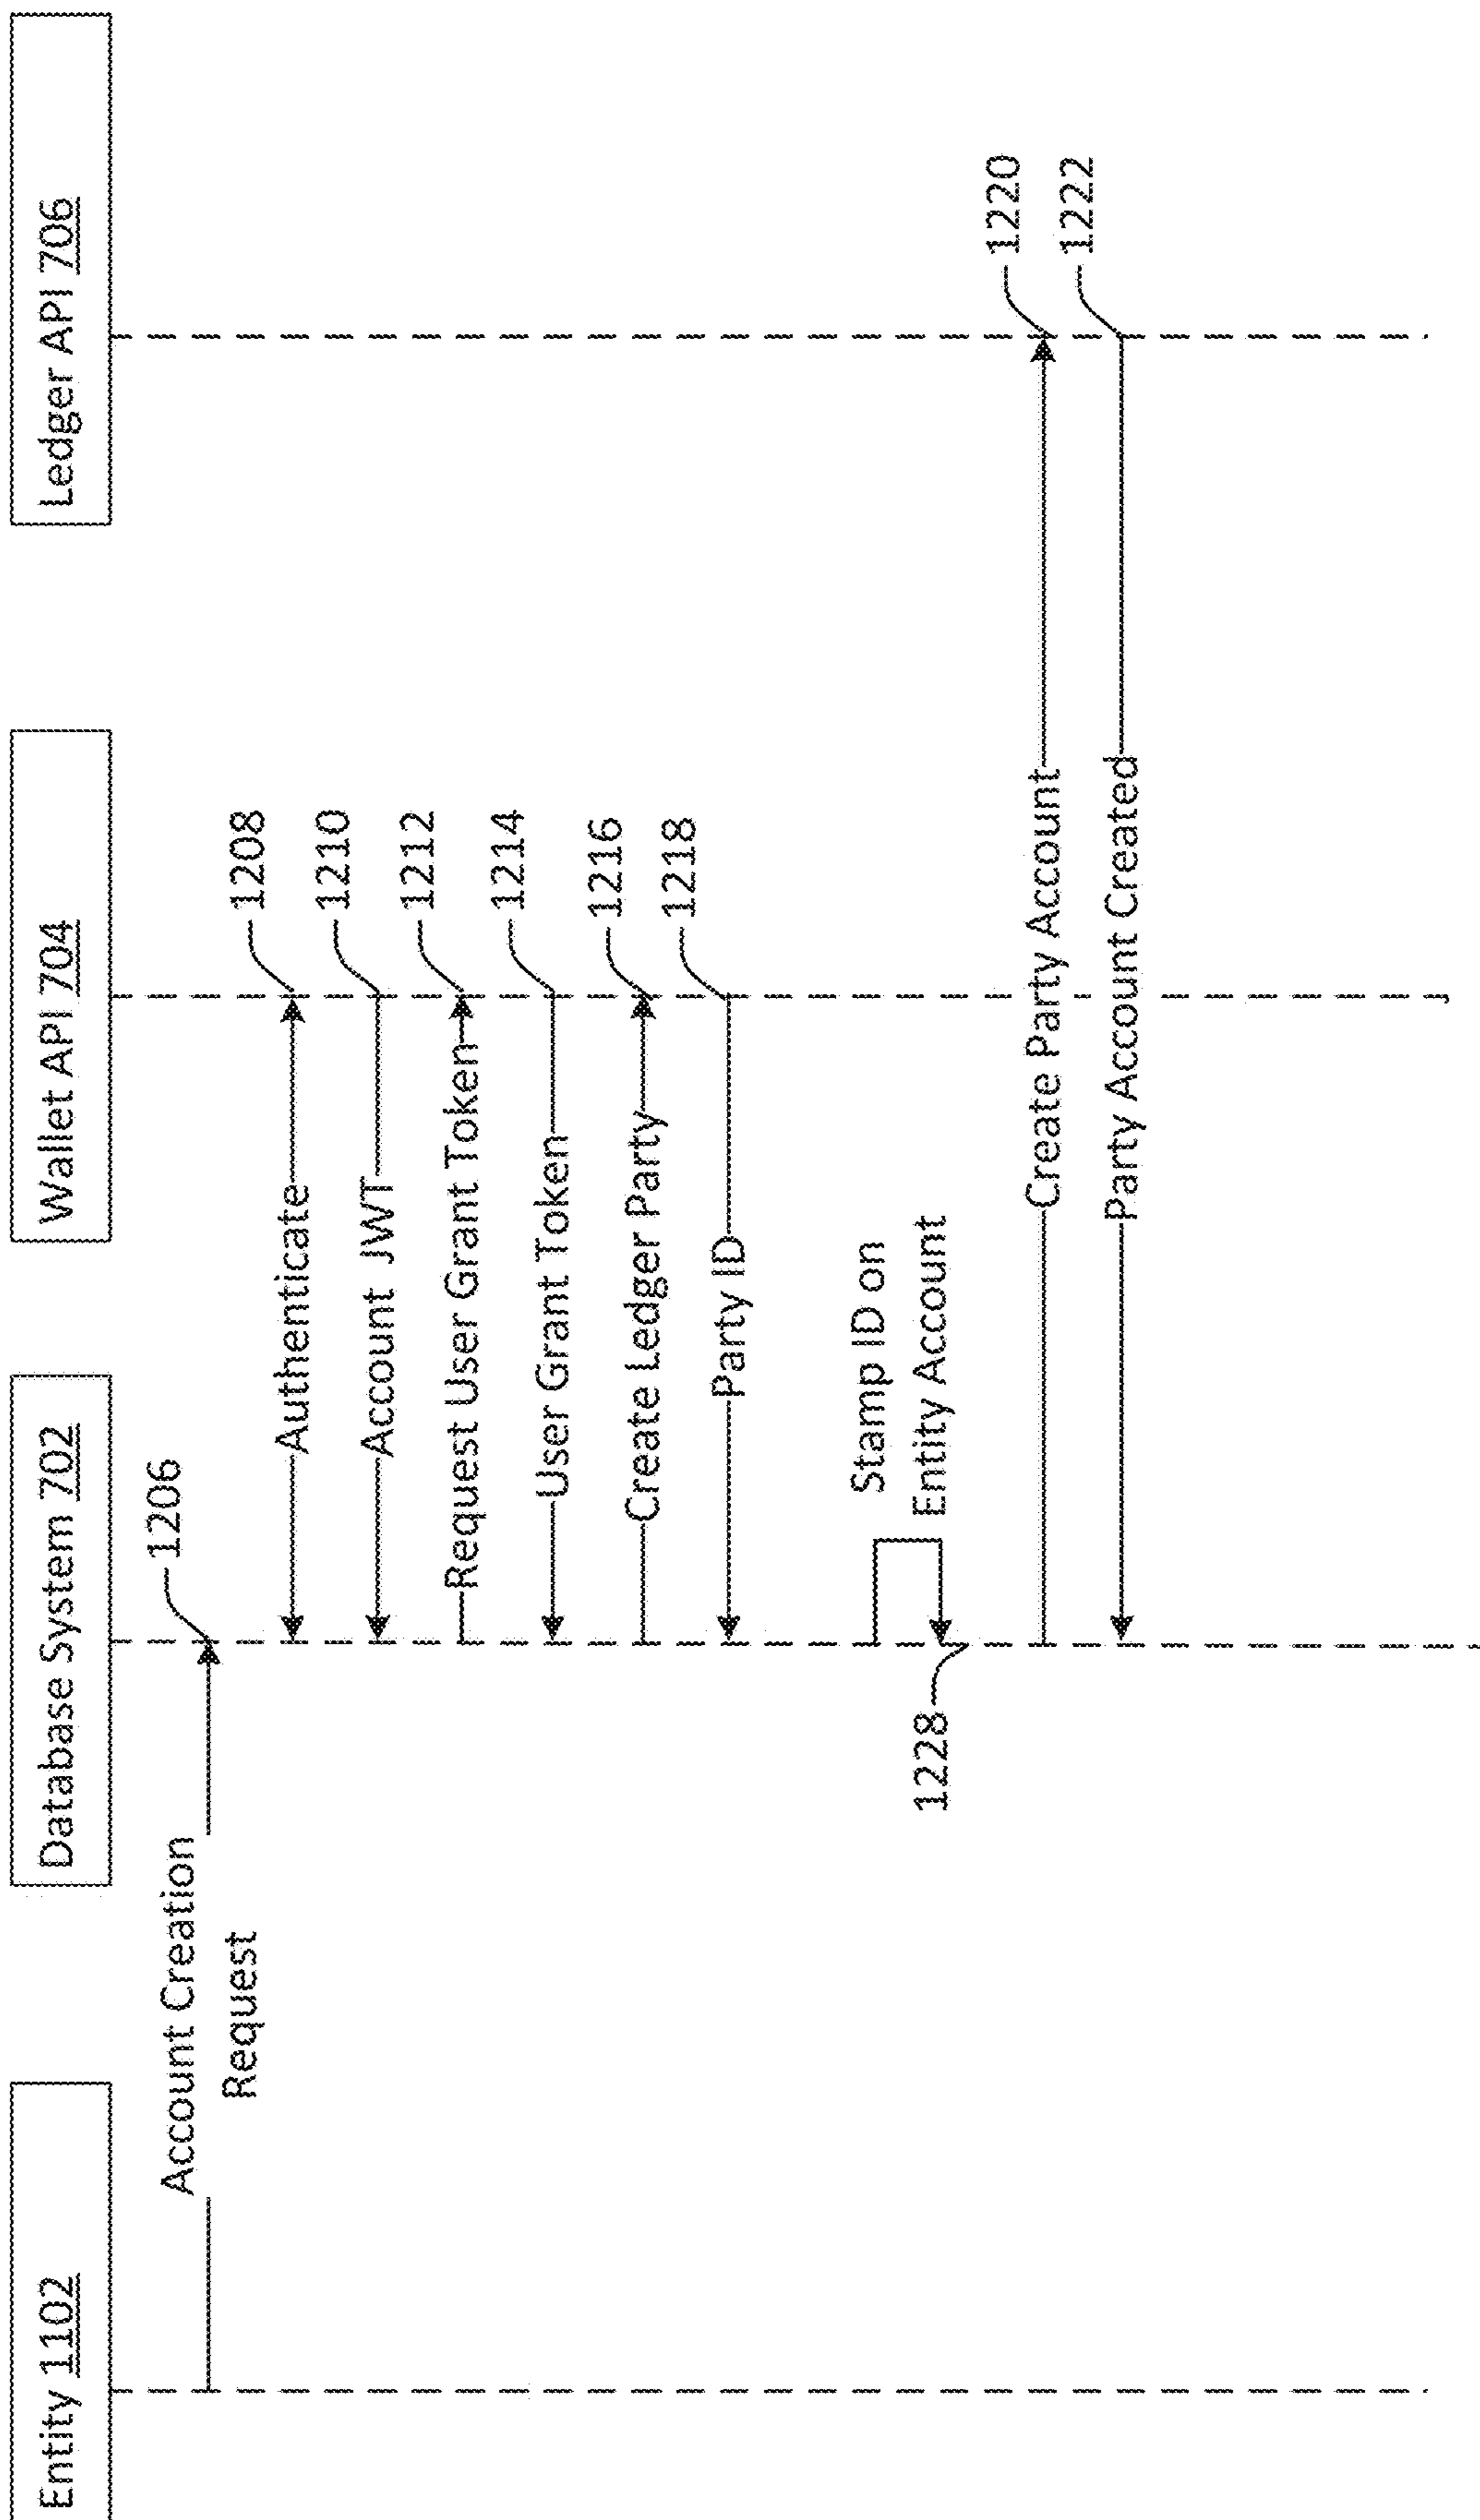 Entity 1102
Database System 702
Wallet API 704
Ledger API 706
Account Creation
Request
1206
Authenticate
1208
Account JWT
1210
Request User Grant Token
1212
User Grant Token
1214
Create Ledger Party
1216
Party ID
1218
Stamp ID on
Entity Account
1228
Create Party Account
1220
Party Account Created
1222